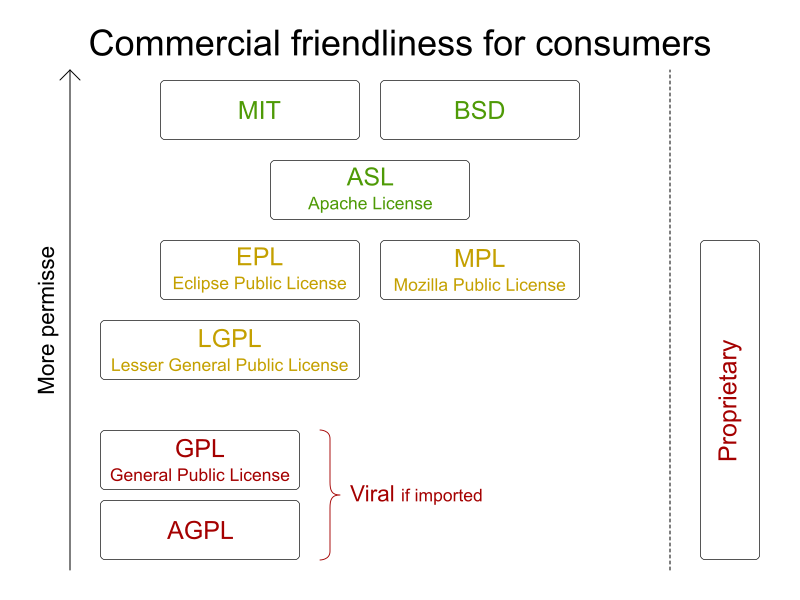 Commercial friendliness for consumers
More permisse
MIT
BSD
ASL
Apache License
EPL
Eclipse Public License
MPL
Mozilla Public License
LGPL
Lesser General Public License
GPL
General Public License
AGPL
Viral if imported
Proprietary